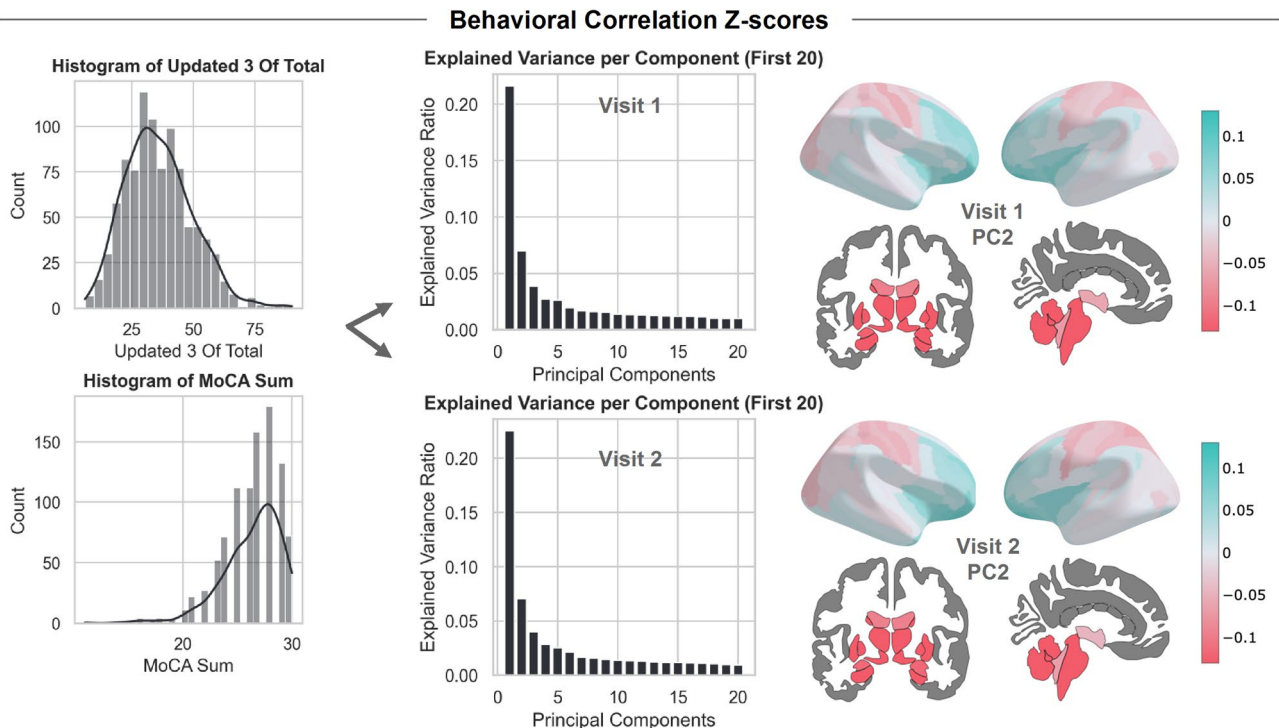 Behavioral Correlation Z-scores
Histogram of Updated 3 Of Total
100
75
50
25
0
Count
25 50 75
Updated 3 Of Total
Histogram of MoCA Sum
150
100
50
0
Count
20 30
MoCA Sum
Explained Variance per Component (First 20)
Visit 1
0.20
0.15
0.10
0.05
0.00
Explained Variance Ratio
0 5 10 15 20
Principal Components
Explained Variance per Component (First 20)
Visit 2
0.20
0.15
0.10
0.05
0.00
Explained Variance Ratio
0 5 10 15 20
Principal Components
Visit 1
PC2
0.1
0.05
0
−0.05
−0.1
Visit 2
PC2
0.1
0.05
0
−0.05
−0.1